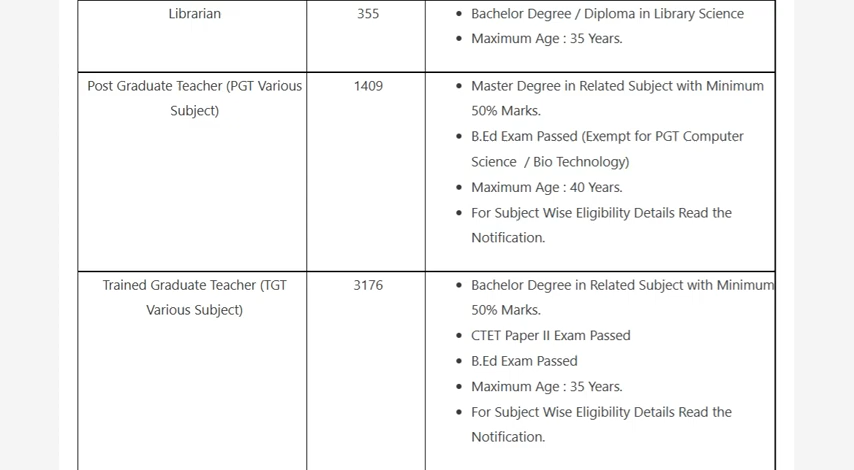 Librarian 355 • Bachelor Degree / Diploma in Library Science
• Maximum Age : 35 Years.
Post Graduate Teacher (PGT Various 1409 • Master Degree in Related Subject with Minimum
Subject) 50% Marks.
• B.Ed Exam Passed (Exempt for PGT Computer
Science / Bio Technology)
• Maximum Age : 40 Years.
• For Subject Wise Eligibility Details Read the
Notification.
Trained Graduate Teacher (TGT 3176 • Bachelor Degree in Related Subject with Minimum
Various Subject) 50% Marks.
• CTET Paper II Exam Passed
• B.Ed Exam Passed
• Maximum Age : 35 Years.
• For Subject Wise Eligibility Details Read the
Notification.